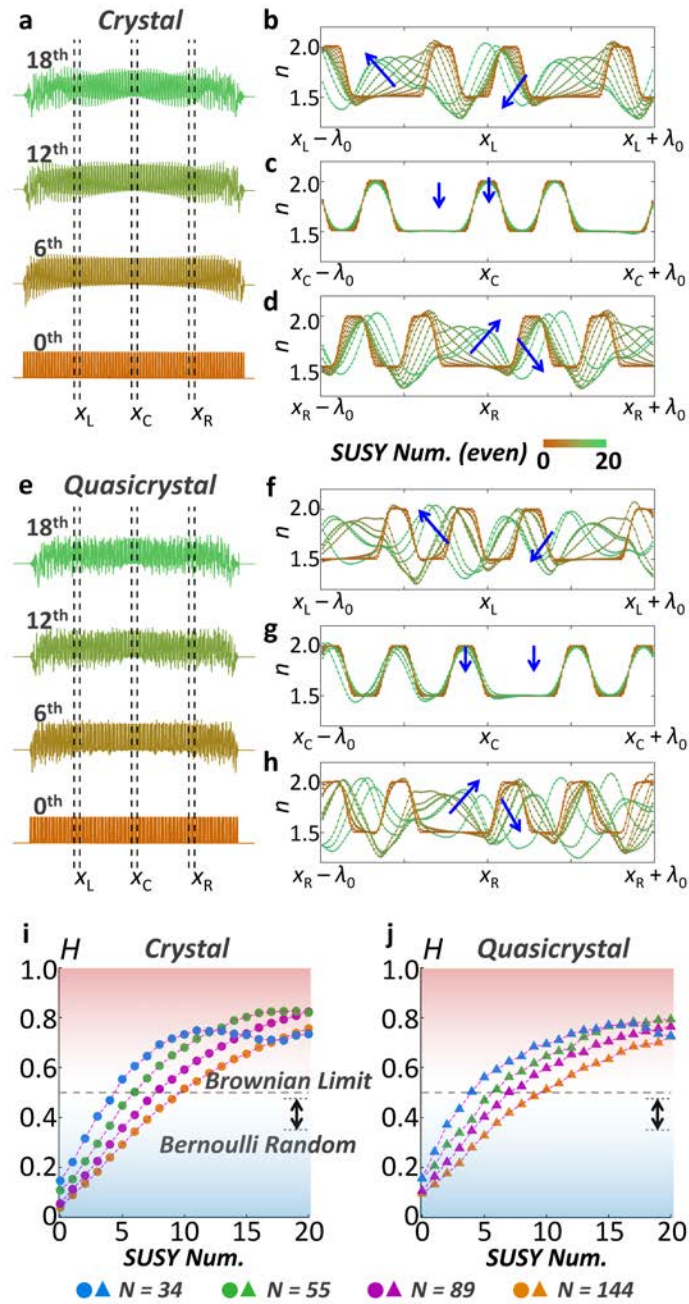 a Crystal
18th
12th
6th
0th
xL xC xR
b
n
2.0
1.5
xL − λ0 xL xL + λ0
c
n
2.0
1.5
xC − λ0 xC xC + λ0
d
n
2.0
1.5
xR − λ0 xR xR + λ0
SUSY Num. (even)
0 20
e Quasicrystal
18th
12th
6th
0th
xL xC xR
f
n
2.0
1.5
xL − λ0 xL xL + λ0
g
n
2.0
1.5
xC − λ0 xC xC + λ0
h
n
2.0
1.5
xR − λ0 xR xR + λ0
i H Crystal
1.0
0.8
0.6
0.4
0.2
0
Brownian Limit
Bernoulli Random
0 5 10 15 20
SUSY Num.
j H Quasicrystal
1.0
0.8
0.6
0.4
0.2
0
0 5 10 15 20
SUSY Num.
N = 34 N = 55 N = 89 N = 144